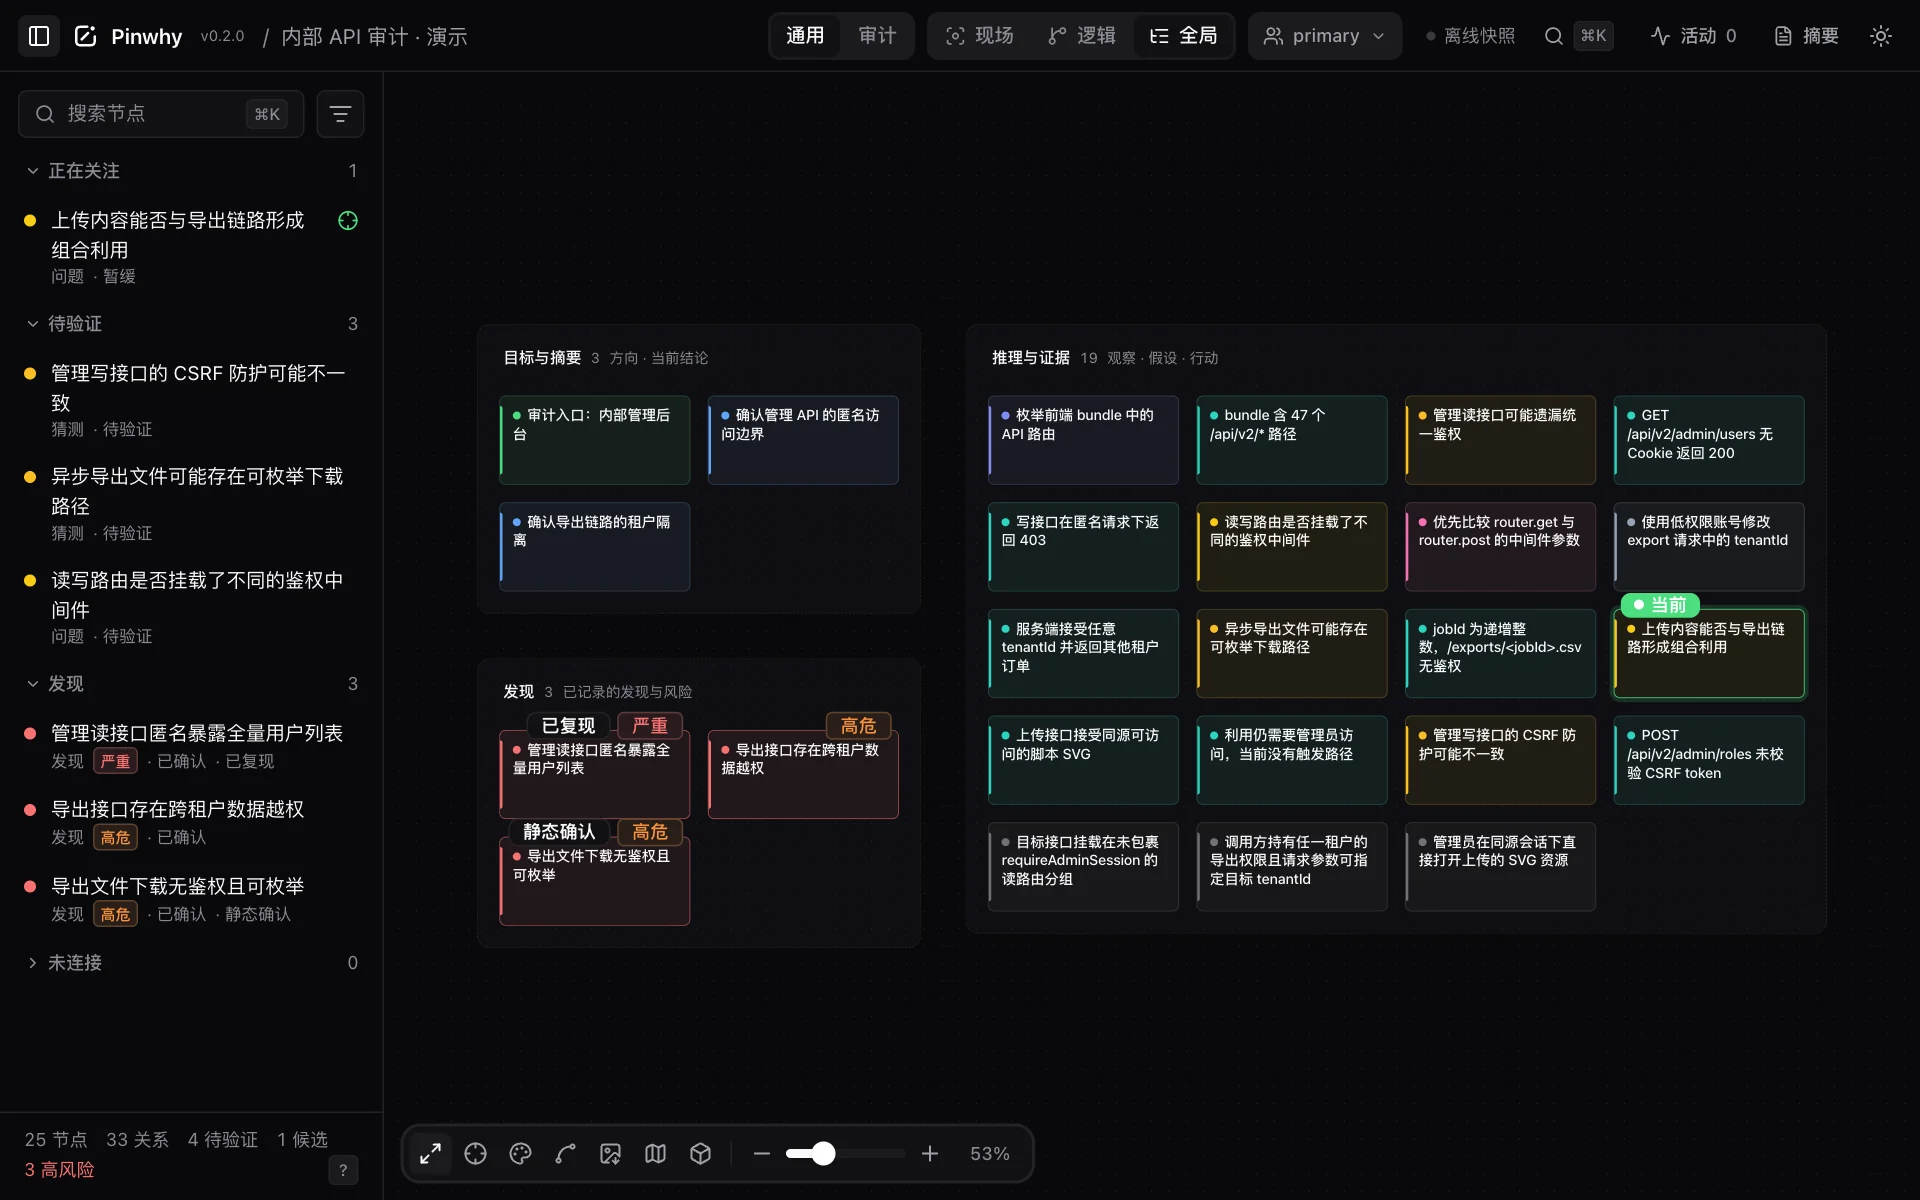 Pinwhy v0.2.0 / 内部 API 审计 · 演示
通用 审计
现场 逻辑 全局
primary
离线快照
⌘K
活动 0
摘要
搜索节点 ⌘K
正在关注 1
上传内容能否与导出链路形成
组合利用
问题 · 暂缓
待验证 3
管理写接口的 CSRF 防护可能不一
致
猜测 · 待验证
异步导出文件可能存在可枚举下载
路径
猜测 · 待验证
读写路由是否挂载了不同的鉴权中
间件
问题 · 待验证
发现 3
管理读接口匿名暴露全量用户列表
发现 严重 · 已确认 · 已复现
导出接口存在跨租户数据越权
发现 高危 · 已确认
导出文件下载无鉴权且可枚举
发现 高危 · 已确认 · 静态确认
未连接 0
25 节点 33 关系 4 待验证 1 候选
3 高风险
?
目标与摘要 3 方向 · 当前结论
审计入口：内部管理后
台
确认管理 API 的匿名访
问边界
确认导出链路的租户隔
离
发现 3 已记录的发现与风险
已复现 严重
管理读接口匿名暴露全
量用户列表
高危
导出接口存在跨租户数
据越权
静态确认 高危
导出文件下载无鉴权且
可枚举
推理与证据 19 观察 · 假设 · 行动
枚举前端 bundle 中的
API 路由
bundle 含 47 个
/api/v2/* 路径
管理读接口可能遗漏统
一鉴权
GET
/api/v2/admin/users 无
Cookie 返回 200
写接口在匿名请求下返
回 403
读写路由是否挂载了不
同的鉴权中间件
优先比较 router.get 与
router.post 的中间件参数
使用低权限账号修改
export 请求中的 tenantId
服务端接受任意
tenantId 并返回其他租户
订单
异步导出文件可能存在
可枚举下载路径
jobId 为递增整
数，/exports/<jobId>.csv
无鉴权
当前
上传内容能否与导出链
路形成组合利用
上传接口接受同源可访
问的脚本 SVG
利用仍需要管理员访
问，当前没有触发路径
管理写接口的 CSRF 防
护可能不一致
POST
/api/v2/admin/roles 未校
验 CSRF token
目标接口挂载在未包裹
requireAdminSession 的
读路由分组
调用方持有任一租户的
导出权限且请求参数可指
定目标 tenantId
管理员在同源会话下直
接打开上传的 SVG 资源
53%